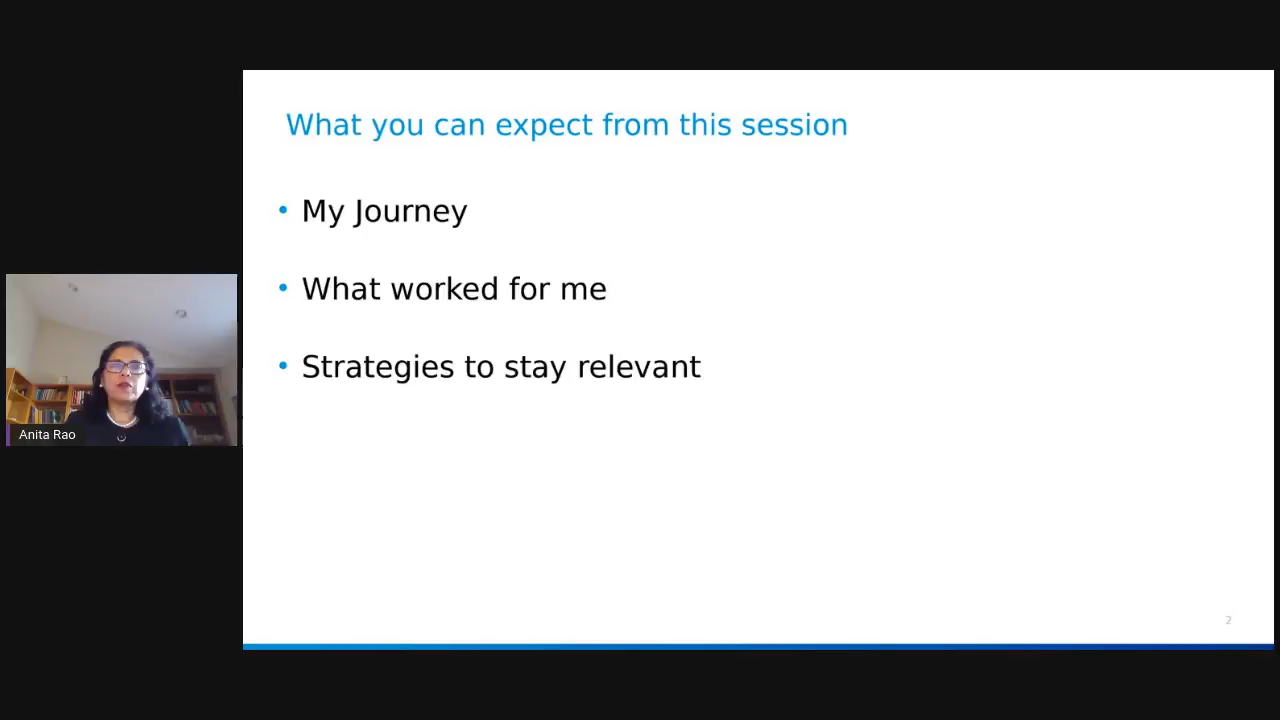 What you can expect from this session
• My Journey
• What worked for me
• Strategies to stay relevant
Anita Rao
2